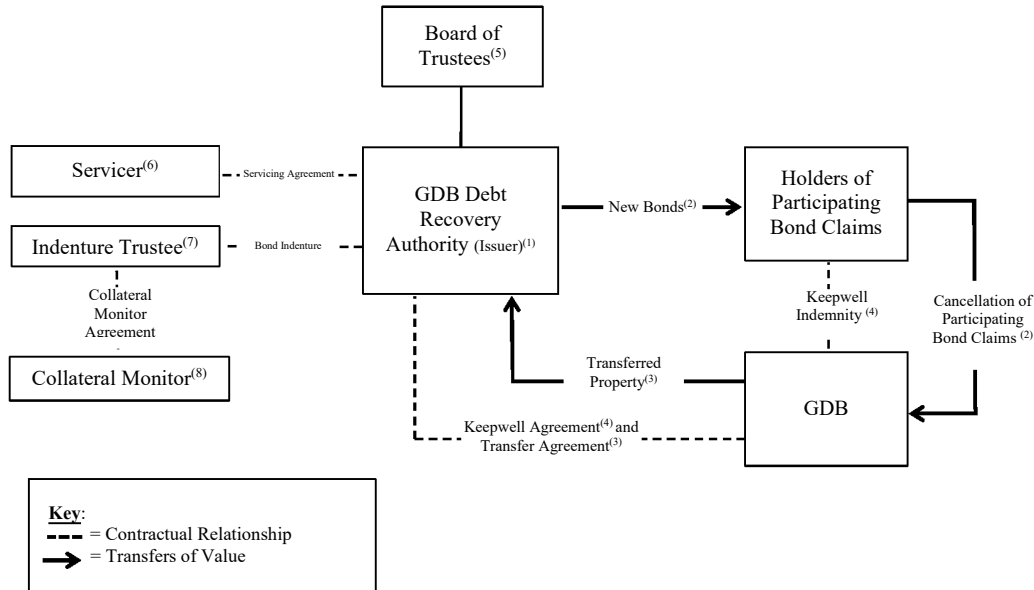 Board of
Trustees(5)
Servicer(6)
Servicing Agreement
GDB Debt
Recovery
Authority (Issuer)(1)
New Bonds(2)
Holders of
Participating
Bond Claims
Indenture Trustee(7)
Bond Indenture
Collateral
Monitor
Agreement
Collateral Monitor(8)
Keepwell
Indemnity (4)
Cancellation of
Participating
Bond Claims (2)
Transferred
Property(3)
GDB
Keepwell Agreement(4) and
Transfer Agreement(3)
Key:
= Contractual Relationship
= Transfers of Value